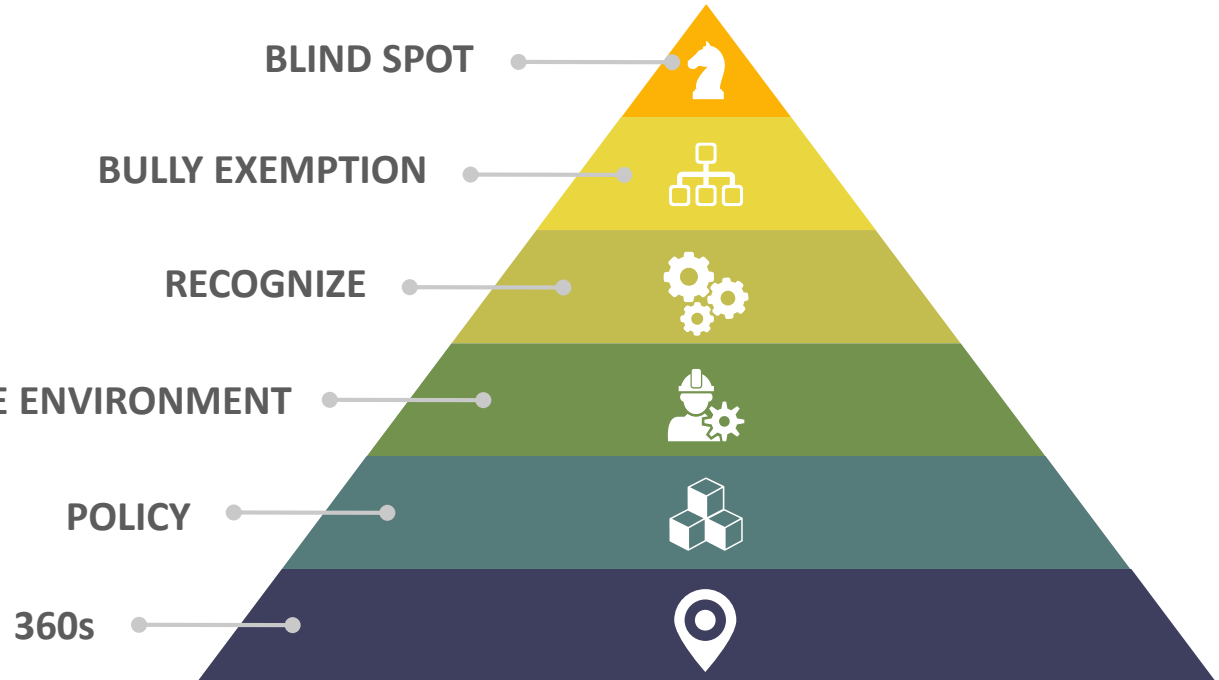 BLIND SPOT
BULLY EXEMPTION
RECOGNIZE
E ENVIRONMENT
POLICY
360s